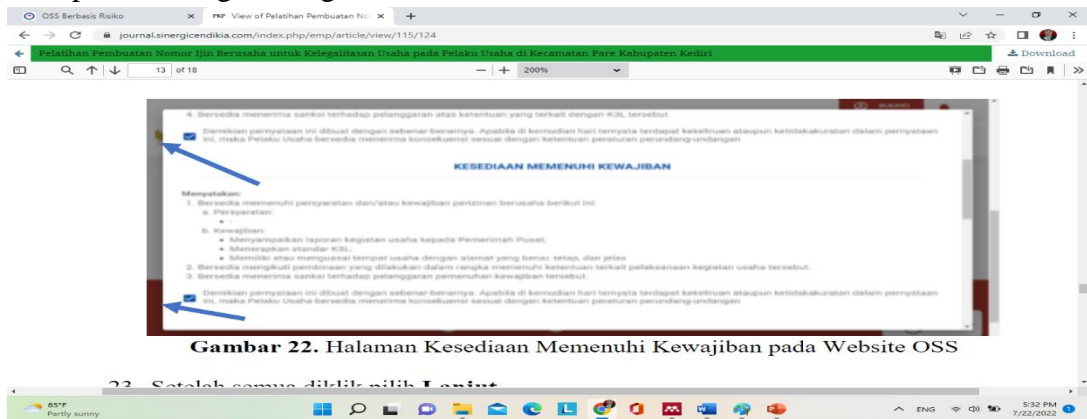 OSS Berbasis Risiko
View of Pelatihan Pembuatan No
journal.sinergicendikia.com/index.php/emp/article/view/115/124
Pelatihan Pembuatan Nomor Ijin Berusaha untuk Kelegalitasan Usaha pada Pelaku Usaha di Kecamatan Pare Kabupaten Kediri
Download
13 of 18
200%
4. Bersedia menerima sanksi terhadap pelanggaran atas ketentuan yang terkait dengan K3L tersebut
Demikian pernyataan ini dibuat dengan sebenar-benarnya. Apabila di kemudian hari ternyata terdapat kekeliruan ataupun ketidakakuratan dalam pernyataan
ini, maka Pelaku Usaha bersedia menerima konsekuensi sesuai dengan ketentuan peraturan perundang-undangan
KESEDIAAN MEMENUHI KEWAJIBAN
Menyatakan:
1. Bersedia memenuhi persyaratan dan/atau kewajiban perizinan berusaha berikut ini:
a. Persyaratan:
• -
b. Kewajiban:
• Menyampaikan laporan kegiatan usaha kepada Pemerintah Pusat;
• Menerapkan standar K3L;
• Memiliki atau menguasai tempat usaha dengan alamat yang benar, tetap, dan jelas
2. Bersedia mengikuti pembinaan yang dilakukan dalam rangka memenuhi ketentuan terkait pelaksanaan kegiatan usaha tersebut.
3. Bersedia menerima sanksi terhadap pelanggaran pemenuhan kewajiban tersebut.
Demikian pernyataan ini dibuat dengan sebenar-benarnya. Apabila di kemudian hari ternyata terdapat kekeliruan ataupun ketidakakuratan dalam pernyataan
ini, maka Pelaku Usaha bersedia menerima konsekuensi sesuai dengan ketentuan peraturan perundang-undangan
Gambar 22. Halaman Kesediaan Memenuhi Kewajiban pada Website OSS
23. Setelah semua diklik pilih Lanjut
85°F
Partly sunny
ENG
5:32 PM
7/22/2022